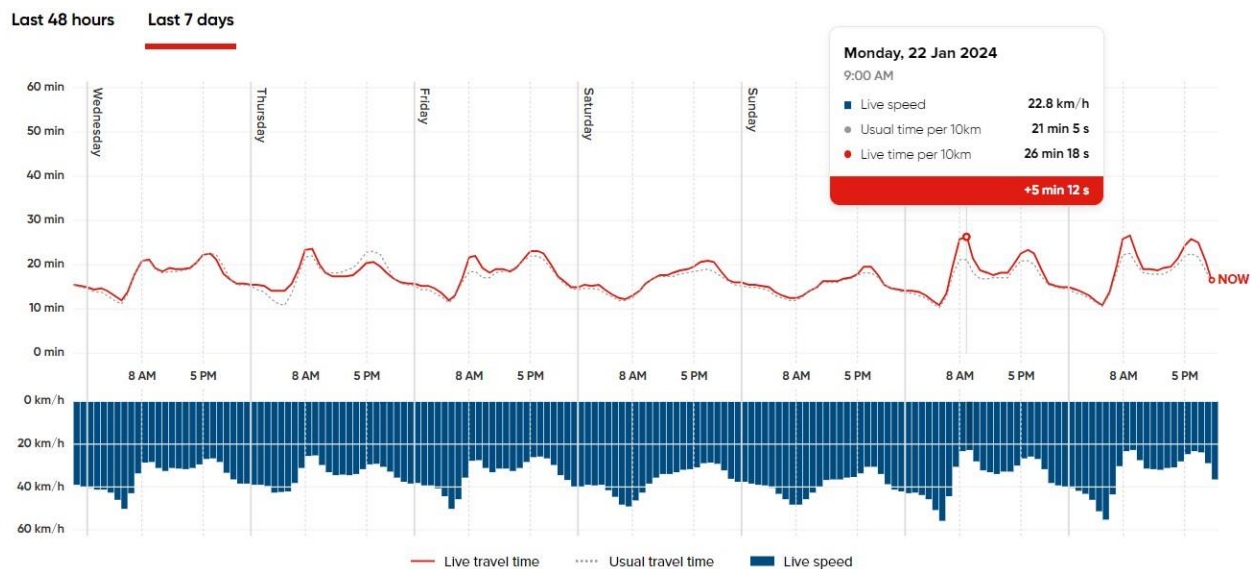 Last 48 hours Last 7 days
Monday, 22 Jan 2024
9:00 AM
Live speed 22.8 km/h
Usual time per 10km 21 min 5 s
Live time per 10km 26 min 18 s
+5 min 12 s
60 min
50 min
40 min
30 min
20 min
10 min
0 min
Wednesday
Thursday
Friday
Saturday
Sunday
NOW
8 AM 5 PM 8 AM 5 PM 8 AM 5 PM 8 AM 5 PM 8 AM 5 PM 8 AM 5 PM 8 AM 5 PM
0 km/h
20 km/h
40 km/h
60 km/h
Live travel time Usual travel time Live speed